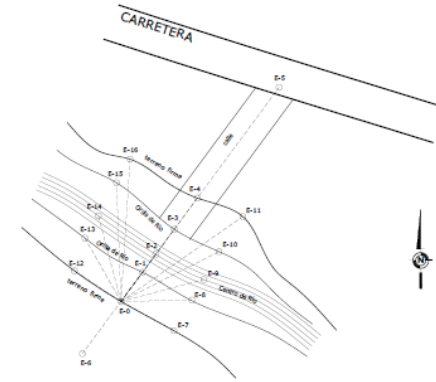 CARRETERA
E-5
calle
E-16
terreno firme
E-15
Orilla de Río
E-4
E-14
E-3
E-11
E-13
Orilla de Río
E-2
E-10
E-12
E-1
E-9
terreno firme
Centro de Río
E-0
E-8
E-7
E-6
N